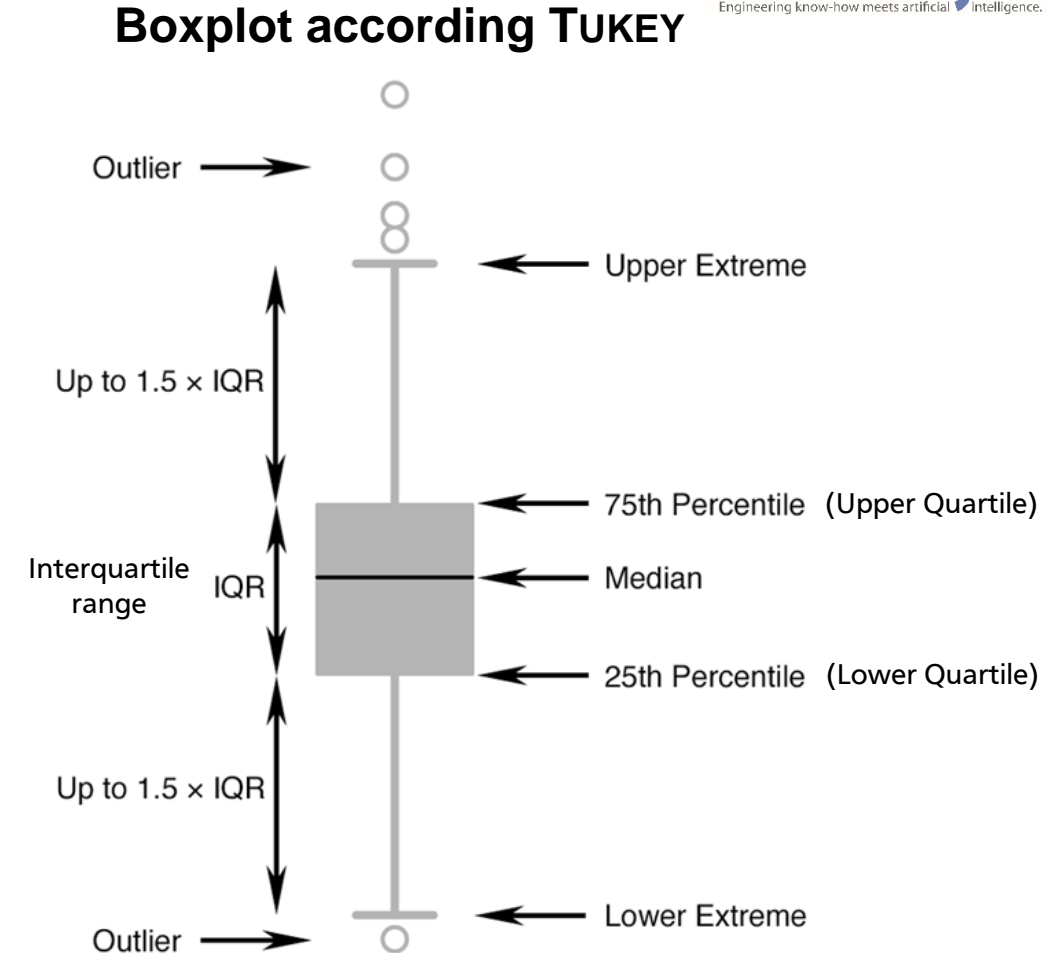 Engineering know-how meets artificial intelligence.
Boxplot according TUKEY
Outlier
Upper Extreme
Up to 1.5 × IQR
75th Percentile (Upper Quartile)
Interquartile
range
IQR
Median
25th Percentile (Lower Quartile)
Up to 1.5 × IQR
Lower Extreme
Outlier